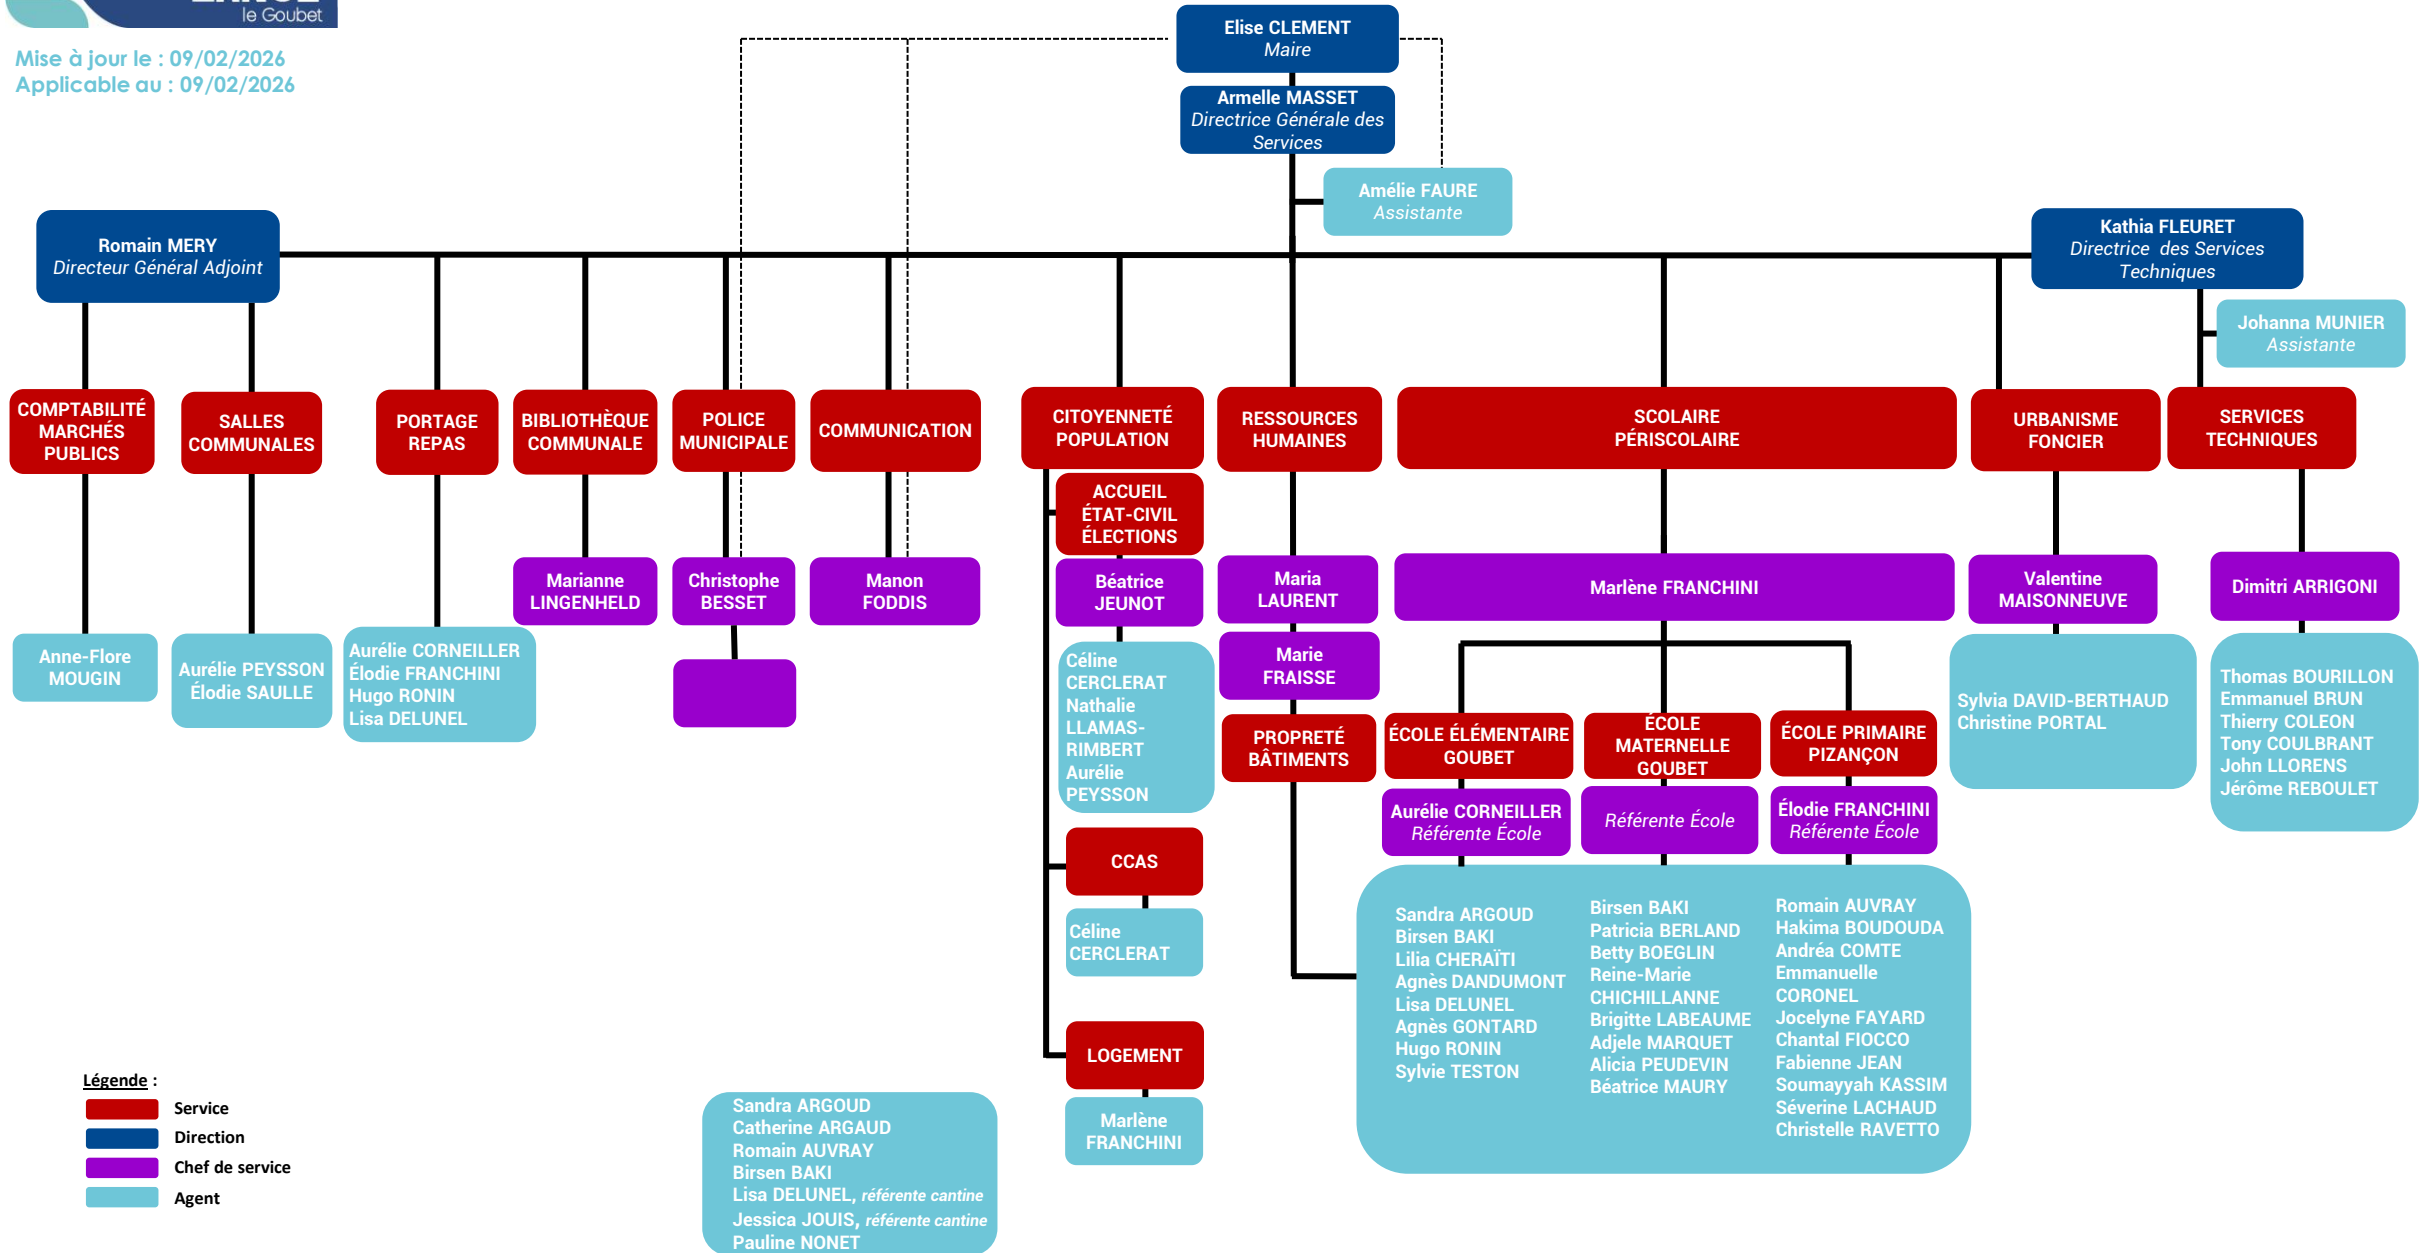 le Goubet
Mise à jour le : 09/02/2026
Applicable au : 09/02/2026
Elise CLEMENT
Maire
Armelle MASSET
Directrice Générale des
Services
Amélie FAURE
Assistante
Romain MERY
Directeur Général Adjoint
Kathia FLEURET
Directrice des Services
Techniques
Johanna MUNIER
Assistante
COMPTABILITÉ
MARCHÉS
PUBLICS
SALLES
COMMUNALES
PORTAGE
REPAS
BIBLIOTHÈQUE
COMMUNALE
POLICE
MUNICIPALE
COMMUNICATION
CITOYENNETÉ
POPULATION
RESSOURCES
HUMAINES
SCOLAIRE
PÉRISCOLAIRE
URBANISME
FONCIER
SERVICES
TECHNIQUES
ACCUEIL
ÉTAT-CIVIL
ÉLECTIONS
Marianne
LINGENHELD
Christophe
BESSET
Manon
FODDIS
Béatrice
JEUNOT
Maria
LAURENT
Marlène FRANCHINI
Valentine
MAISONNEUVE
Dimitri ARRIGONI
Anne-Flore
MOUGIN
Aurélie PEYSSON
Élodie SAULLE
Aurélie CORNEILLER
Élodie FRANCHINI
Hugo RONIN
Lisa DELUNEL
Céline
CERCLERAT
Nathalie
LLAMAS-
RIMBERT
Aurélie
PEYSSON
Marie
FRAISSE
PROPRETÉ
BÂTIMENTS
ÉCOLE ÉLÉMENTAIRE
GOUBET
ÉCOLE
MATERNELLE
GOUBET
ÉCOLE PRIMAIRE
PIZANÇON
Sylvia DAVID-BERTHAUD
Christine PORTAL
Thomas BOURILLON
Emmanuel BRUN
Thierry COLEON
Tony COULBRANT
John LLORENS
Jérôme REBOULET
Aurélie CORNEILLER
Référente École
Référente École
Élodie FRANCHINI
Référente École
CCAS
Céline
CERCLERAT
LOGEMENT
Marlène
FRANCHINI
Sandra ARGOUD
Birsen BAKI
Lilia CHERAÏTI
Agnès DANDUMONT
Lisa DELUNEL
Agnès GONTARD
Hugo RONIN
Sylvie TESTON
Birsen BAKI
Patricia BERLAND
Betty BOEGLIN
Reine-Marie
CHICHILLANNE
Brigitte LABEAUME
Adjele MARQUET
Alicia PEUDEVIN
Béatrice MAURY
Romain AUVRAY
Hakima BOUDOUDA
Andréa COMTE
Emmanuelle
CORONEL
Jocelyne FAYARD
Chantal FIOCCO
Fabienne JEAN
Soumayyah KASSIM
Séverine LACHAUD
Christelle RAVETTO
Légende :
Service
Direction
Chef de service
Agent
Sandra ARGOUD
Catherine ARGAUD
Romain AUVRAY
Birsen BAKI
Lisa DELUNEL, référente cantine
Jessica JOUIS, référente cantine
Pauline NONET